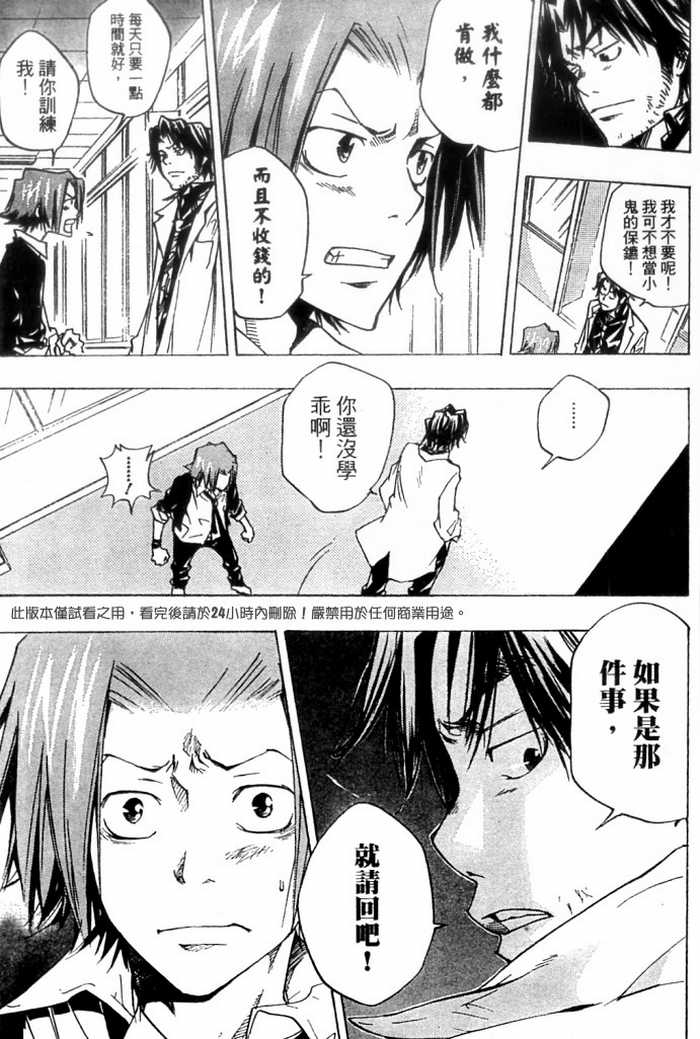 如果是那
件事，
就請回吧！
……
你還沒學
乖啊！
……！
我才不要呢！
我可不想當小
鬼的保鑣！
我什麼都
肯做，
而且不收錢的！
每天只要一點
時間就好，
請你訓練
我！
此版本僅試看之用，看完後請於24小時內刪除！嚴禁用於任何商業用途。